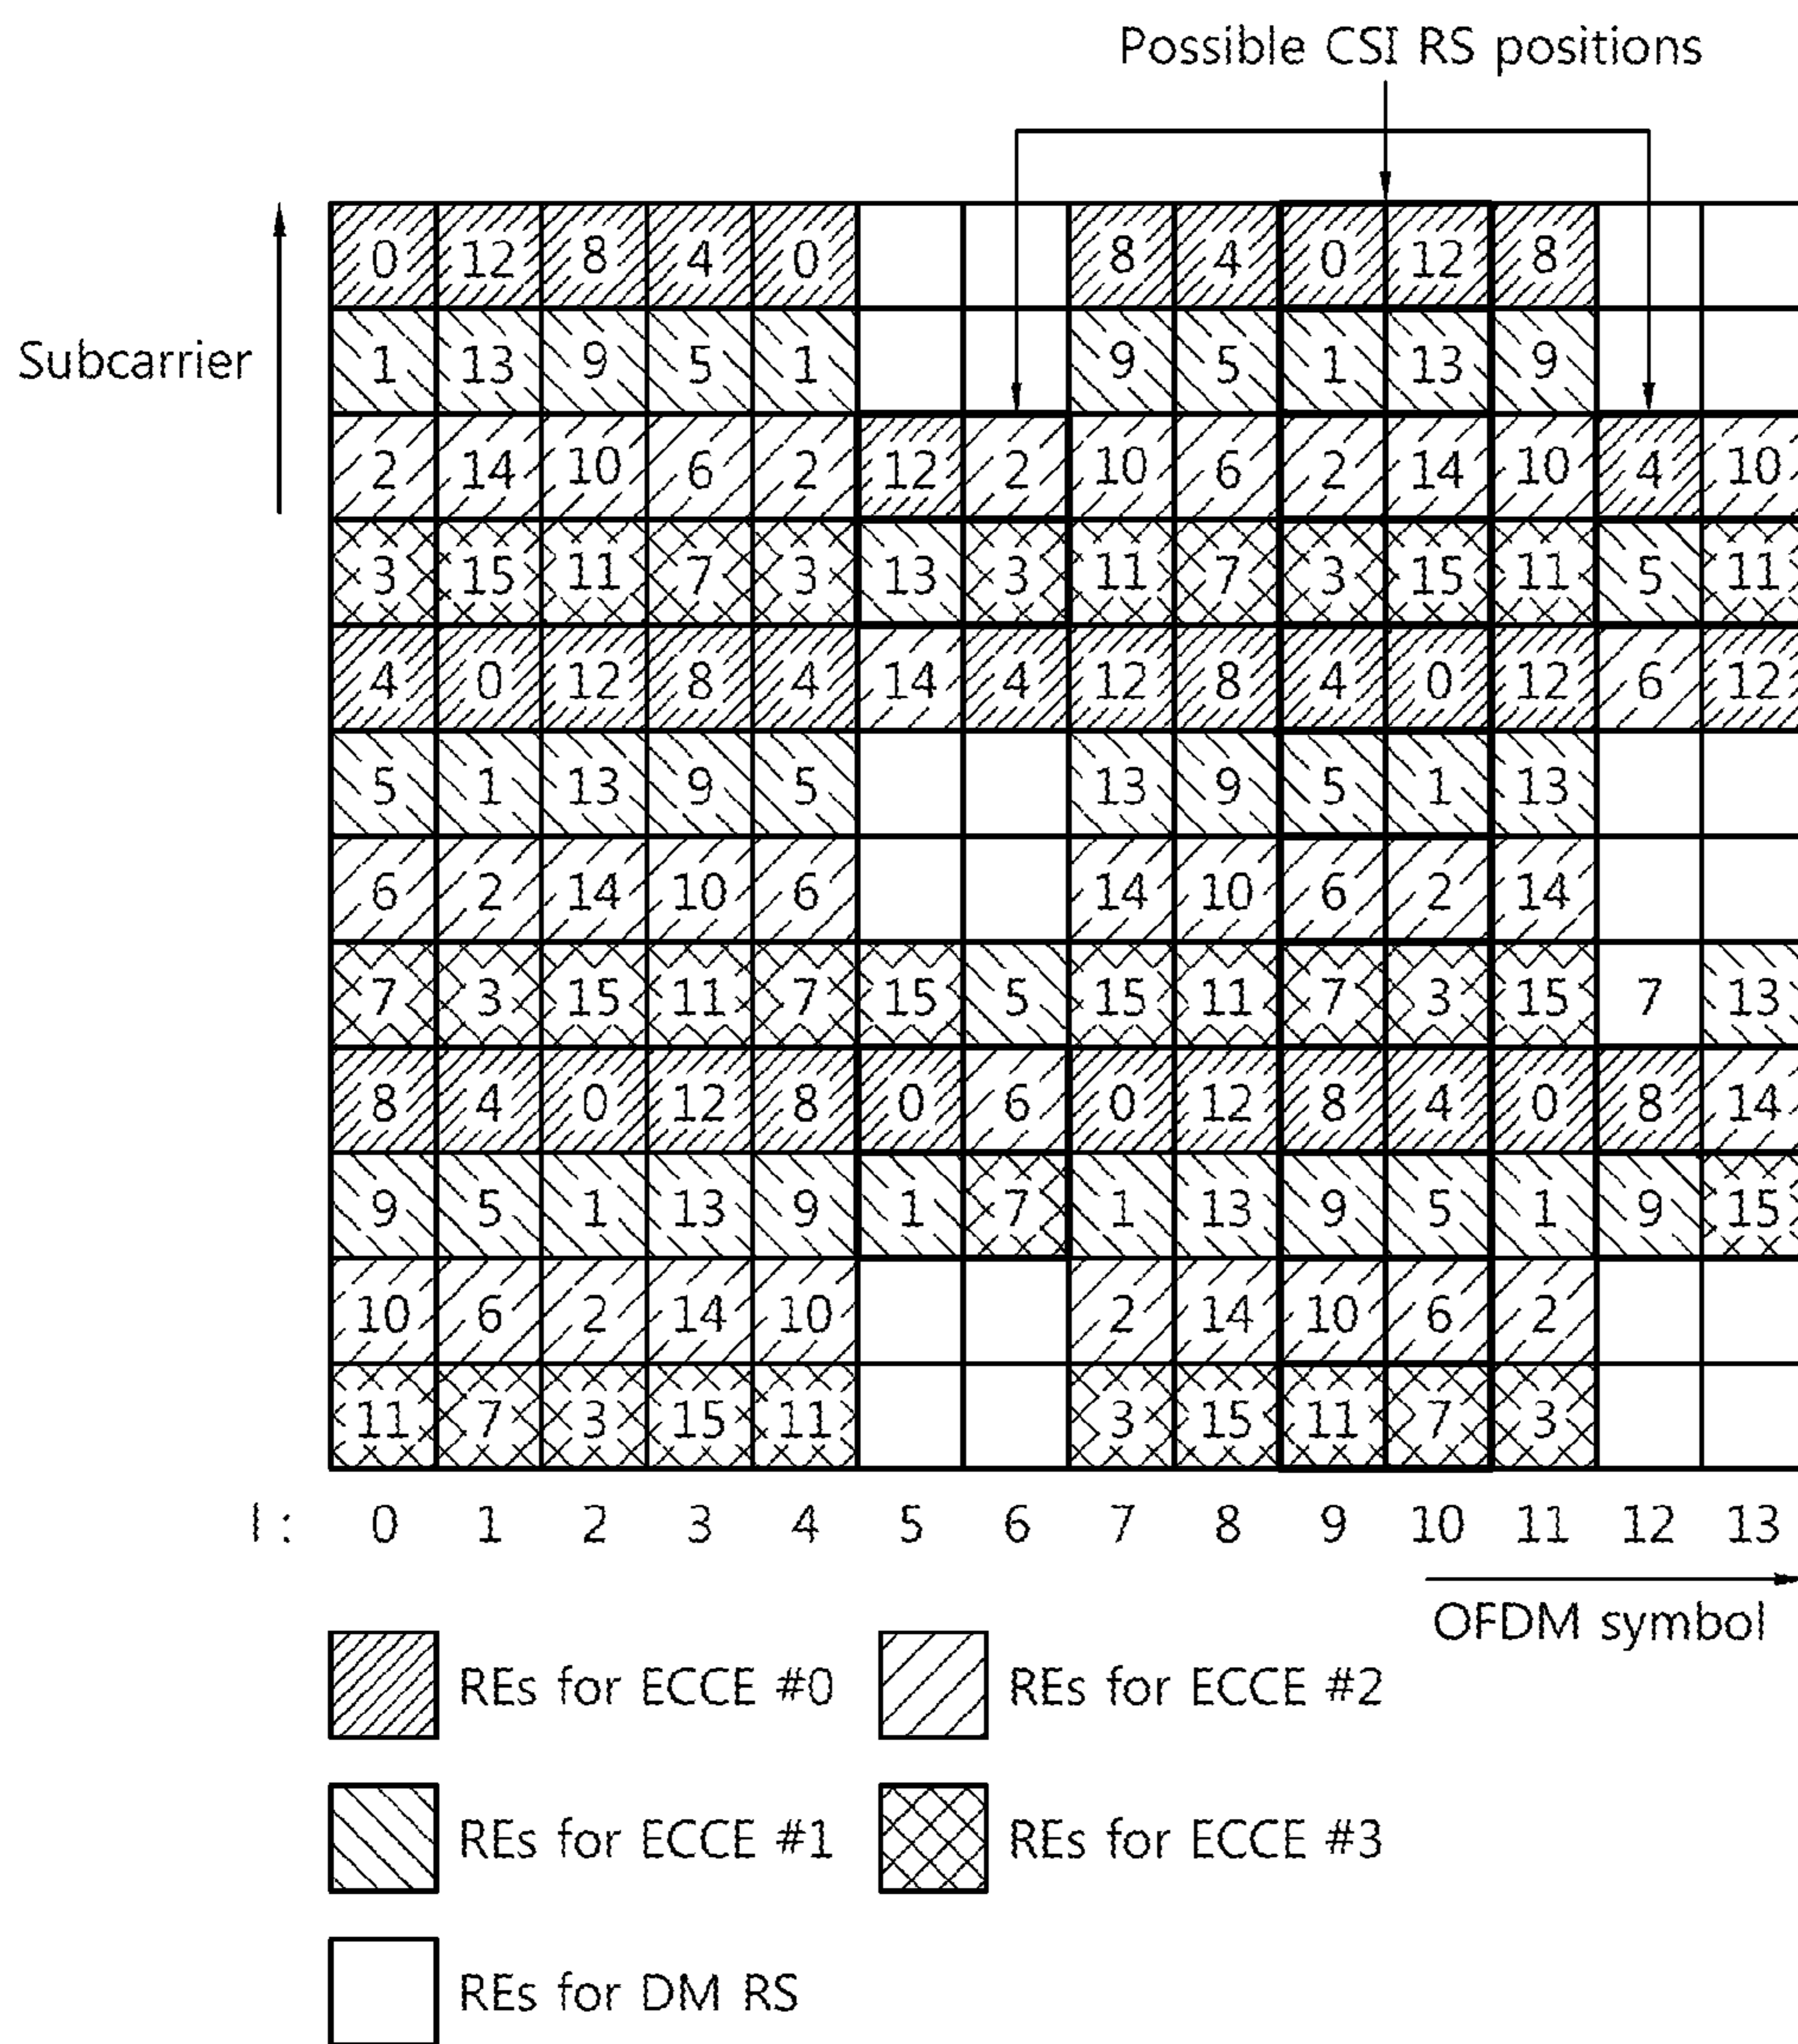 Possible CSI RS positions
0 12 8 4 0 8 4 0 12 8
Subcarrier
1 13 9 5 1 9 5 1 13 9
2 14 10 6 2 12 2 10 6 2 14 10 4 10
3 15 11 7 3 13 3 11 7 3 15 11 5 11
4 0 12 8 4 14 4 12 8 4 0 12 6 12
5 1 13 9 5 13 9 5 1 13
6 2 14 10 6 14 10 6 2 14
7 3 15 11 7 15 5 15 11 7 3 15 7 13
8 4 0 12 8 0 6 0 12 8 4 0 8 14
9 5 1 13 9 1 7 1 13 9 5 1 9 15
10 6 2 14 10 2 14 10 6 2
11 7 3 15 11 3 15 11 7 3
l : 0 1 2 3 4 5 6 7 8 9 10 11 12 13
OFDM symbol
REs for ECCE #0
REs for ECCE #2
REs for ECCE #1
REs for ECCE #3
REs for DM RS